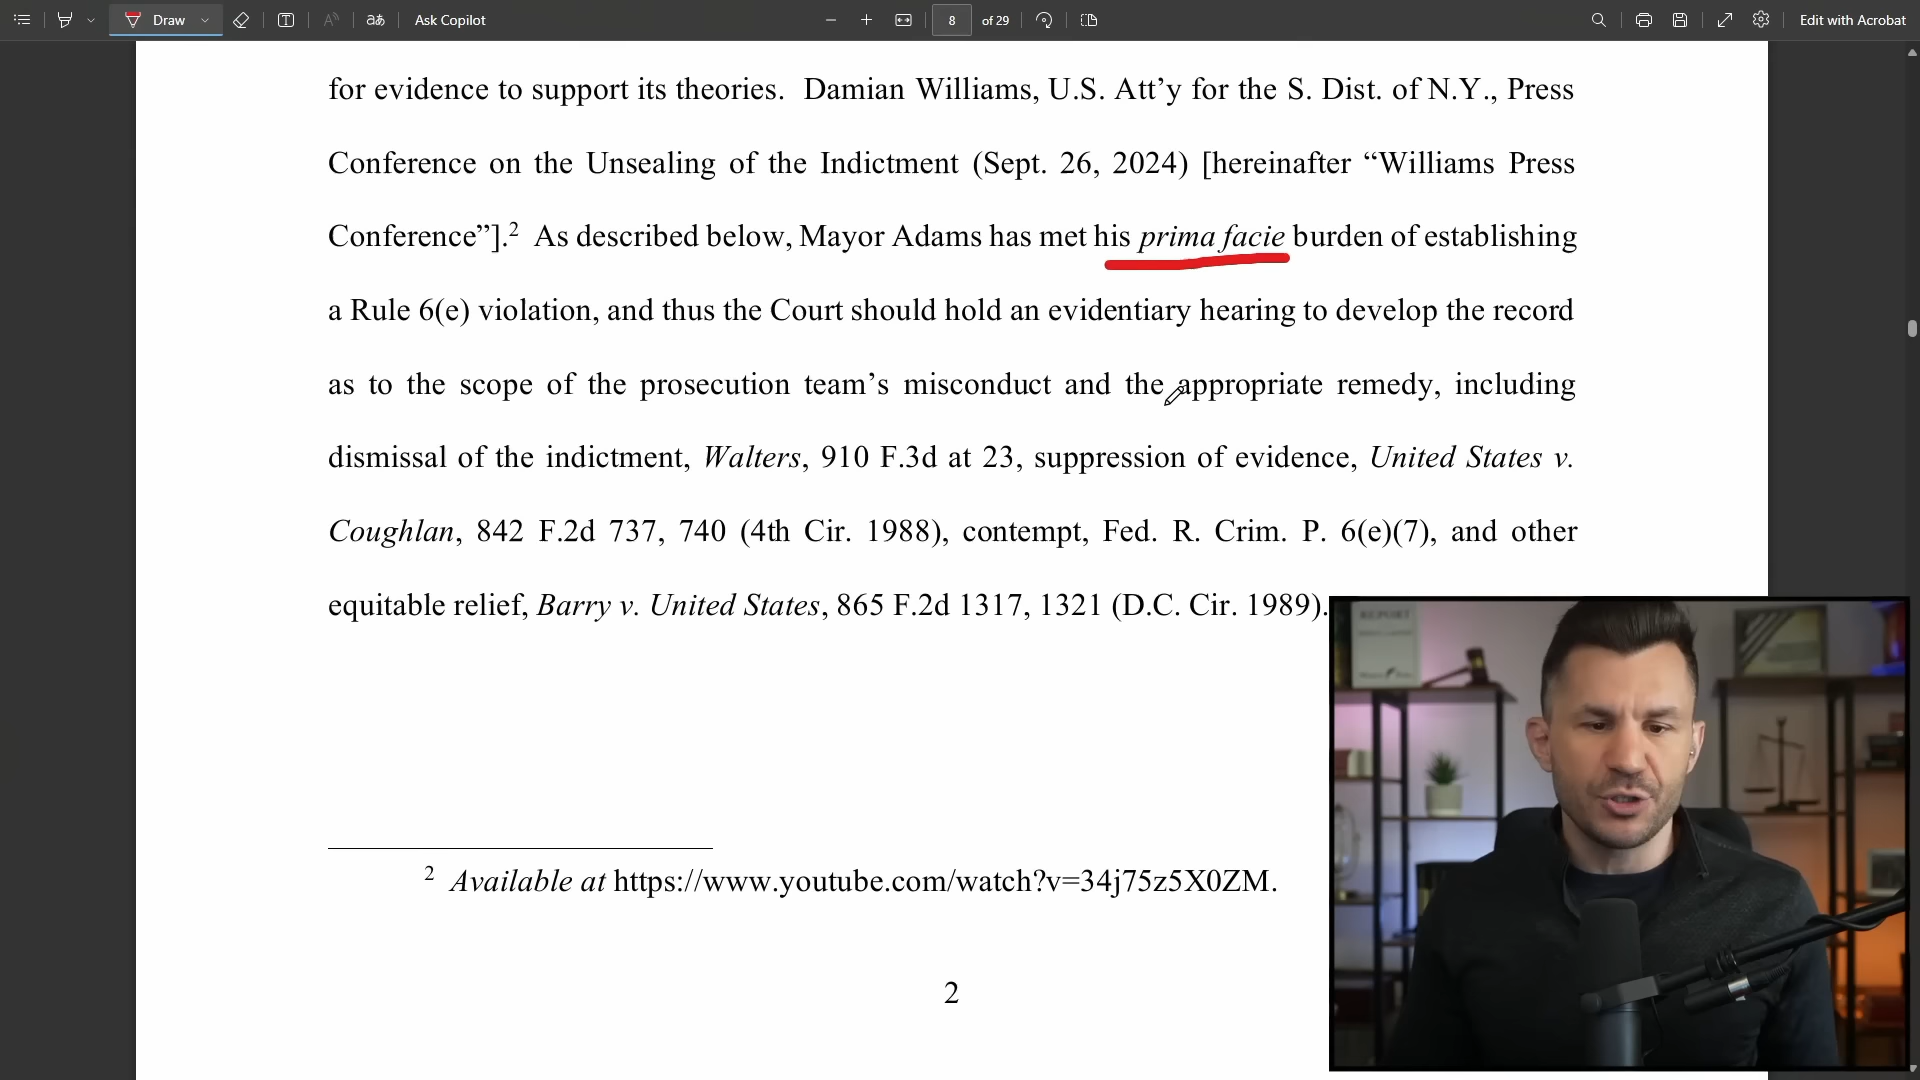 Draw
aあ
Ask Copilot
8 of 29
Edit with Acrobat
for evidence to support its theories. Damian Williams, U.S. Att’y for the S. Dist. of N.Y., Press
Conference on the Unsealing of the Indictment (Sept. 26, 2024) [hereinafter “Williams Press
Conference”].2 As described below, Mayor Adams has met his prima facie burden of establishing
a Rule 6(e) violation, and thus the Court should hold an evidentiary hearing to develop the record
as to the scope of the prosecution team’s misconduct and the appropriate remedy, including
dismissal of the indictment, Walters, 910 F.3d at 23, suppression of evidence, United States v.
Coughlan, 842 F.2d 737, 740 (4th Cir. 1988), contempt, Fed. R. Crim. P. 6(e)(7), and other
equitable relief, Barry v. United States, 865 F.2d 1317, 1321 (D.C. Cir. 1989).
REPORT
2 Available at https://www.youtube.com/watch?v=34j75z5X0ZM.
2